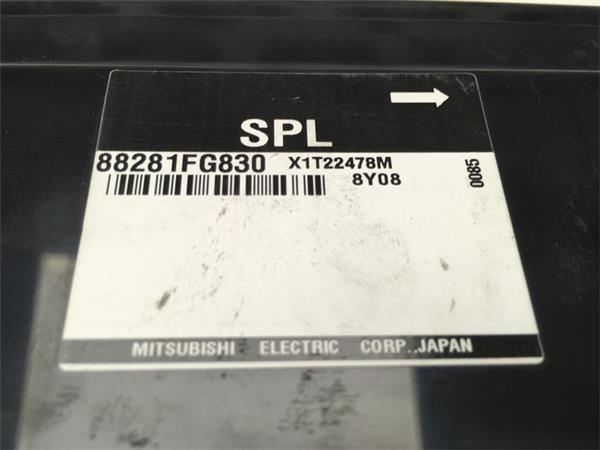 SPL
88281FG830 X1T22478M
8Y08
0085
MITSUBISHI ELECTRIC CORP. JAPAN